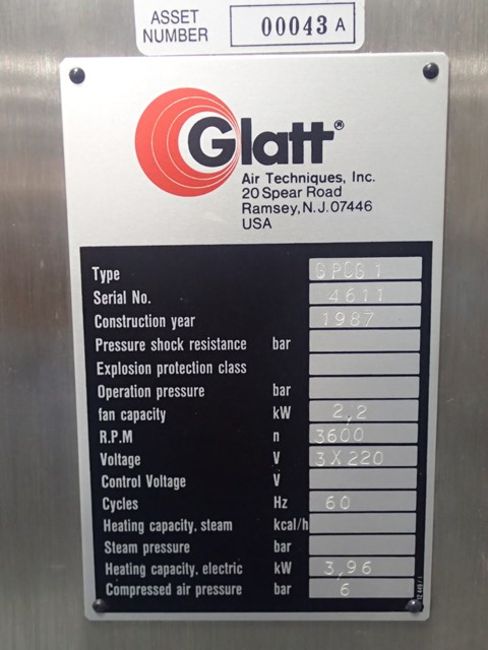 ASSET
NUMBER 00043 A
Glatt®
Air Techniques, Inc.
20 Spear Road
Ramsey, N.J. 07446
USA
Type GPCG 1
Serial No. 4611
Construction year 1987
Pressure shock resistance bar
Explosion protection class
Operation pressure bar
fan capacity kW 2,2
R.P.M n 3600
Voltage V 3X220
Control Voltage V
Cycles Hz 60
Heating capacity, steam kcal/h
Steam pressure bar
Heating capacity, electric kW 3,96
Compressed air pressure bar 6